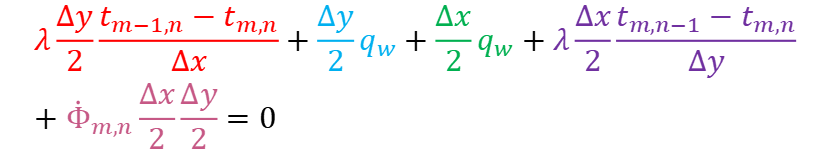 λ Δy/2 (t_{m−1,n} − t_{m,n})/Δx + Δy/2 q_w + Δx/2 q_w + λ Δx/2 (t_{m,n−1} − t_{m,n})/Δy
+ Φ̇_{m,n} Δx/2 Δy/2 = 0